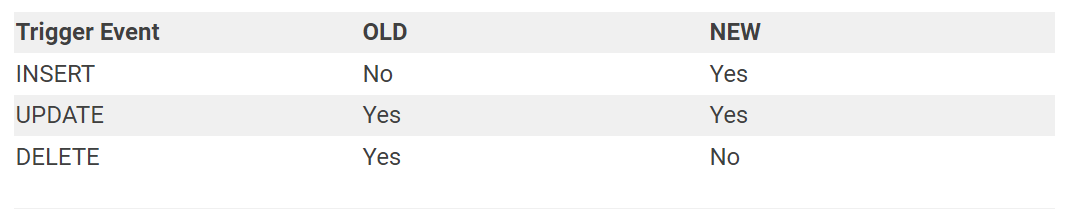 Trigger Event OLD NEW
INSERT No Yes
UPDATE Yes Yes
DELETE Yes No